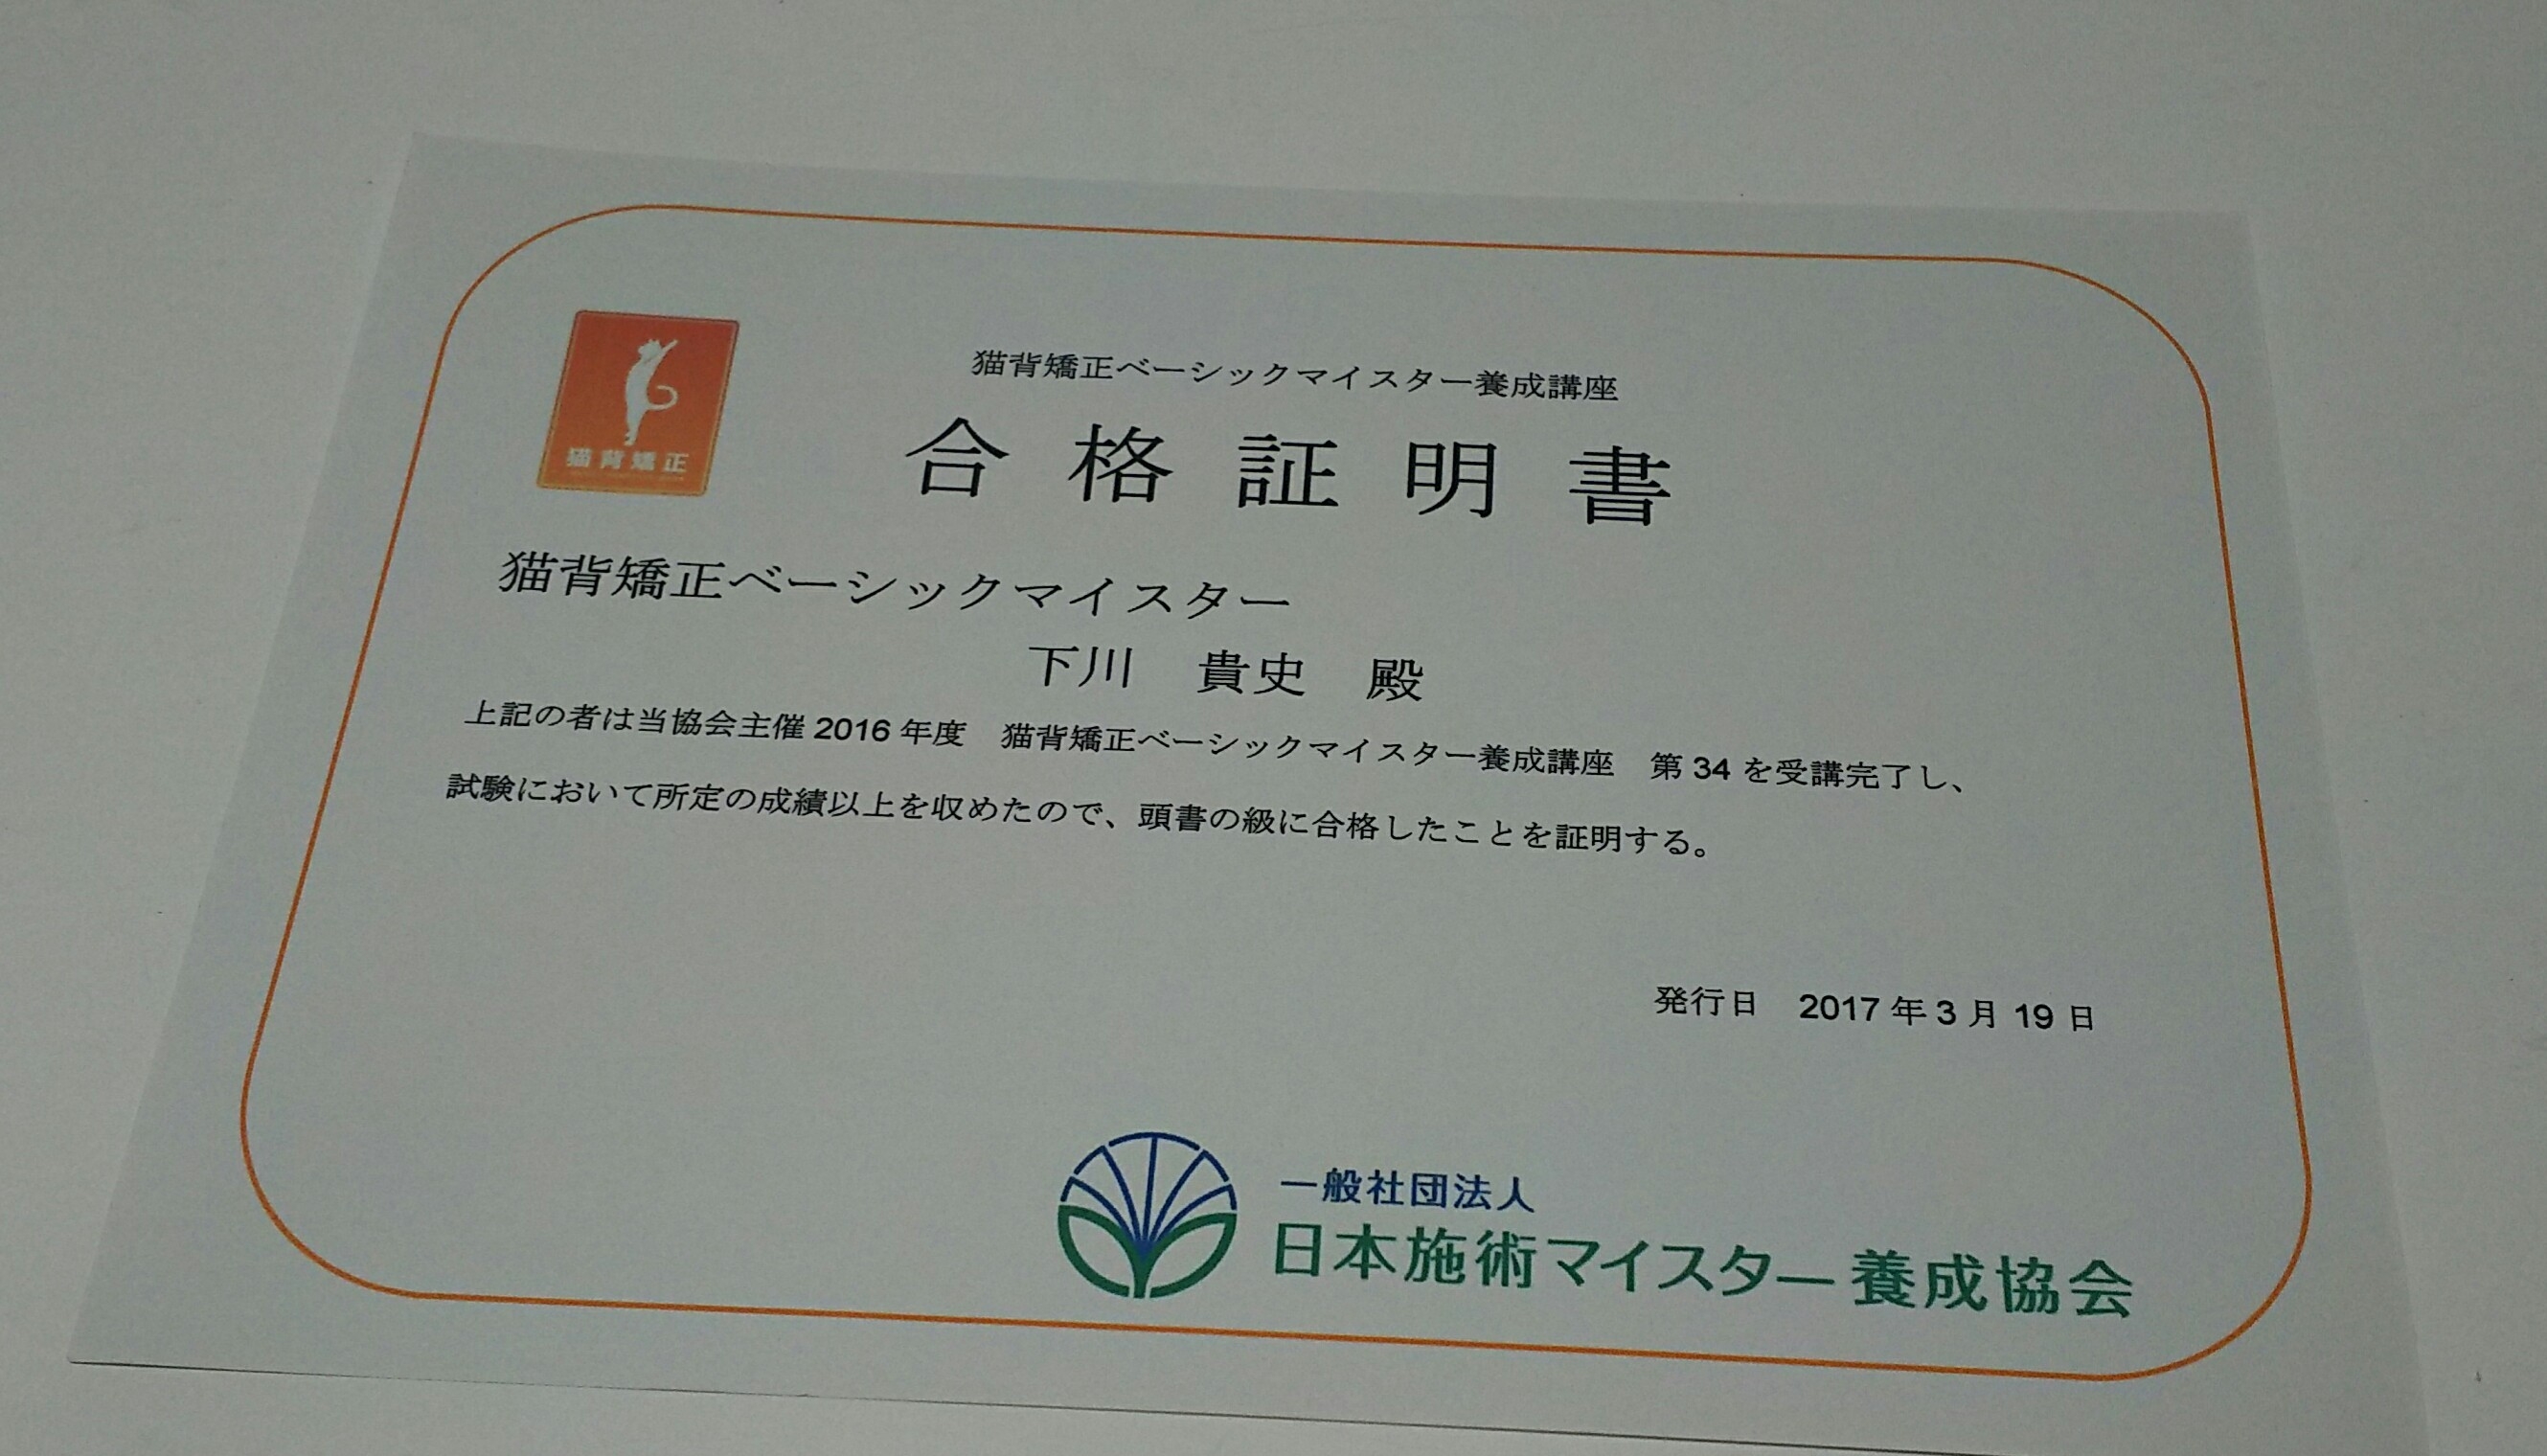 猫背矯正ベーシックマイスター養成講座
合格証明書
猫背矯正
猫背矯正ベーシックマイスター
下川　貴史　殿
上記の者は当協会主催 2016 年度　猫背矯正ベーシックマイスター養成講座　第 34 を受講完了し、
試験において所定の成績以上を収めたので、頭書の級に合格したことを証明する。
発行日　2017 年 3 月 19 日
一般社団法人
日本施術マイスター養成協会